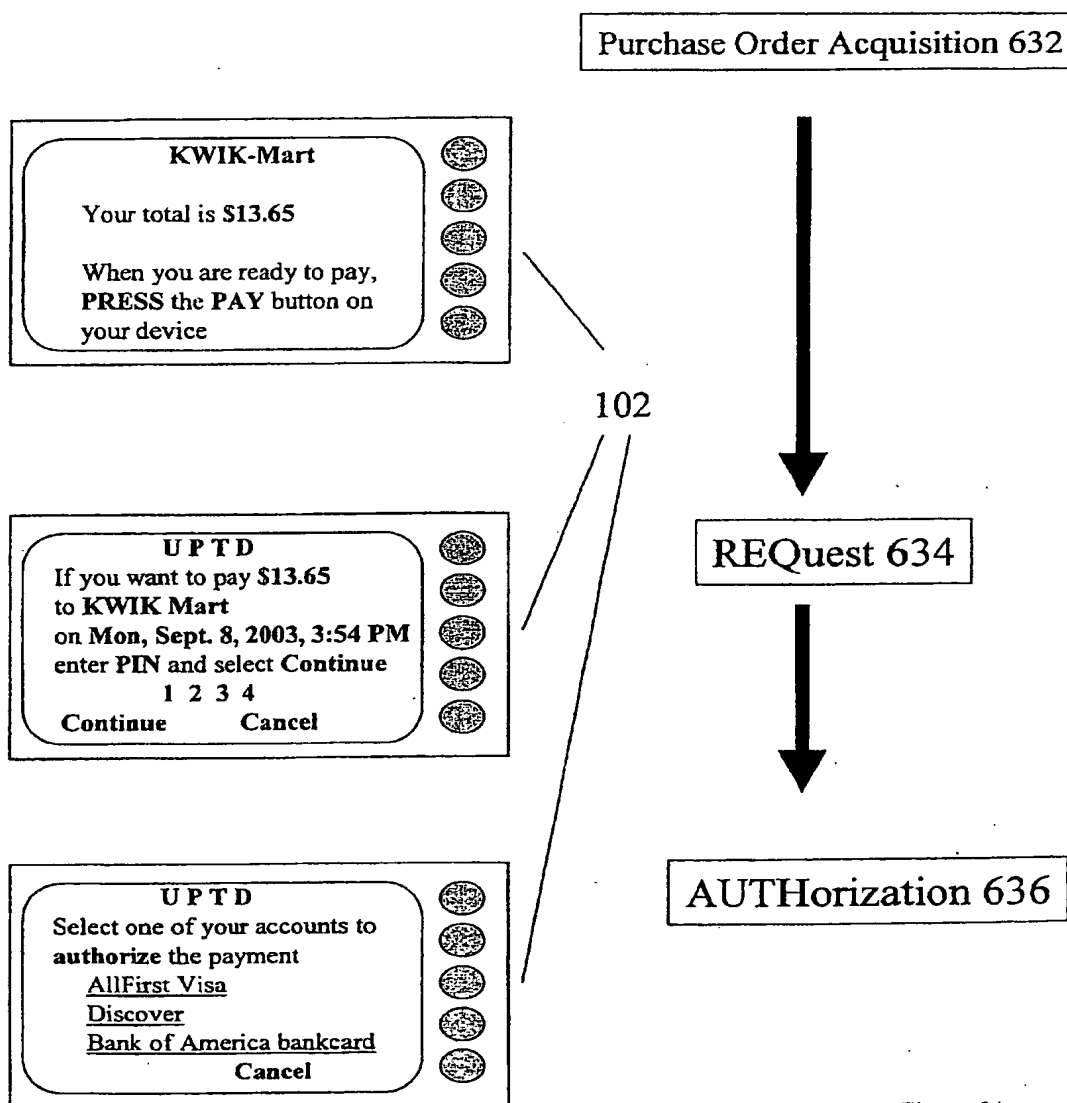 Purchase Order Acquisition 632
KWIK-Mart
Your total is $13.65
When you are ready to pay,
PRESS the PAY button on
your device
102
UPTD
If you want to pay $13.65
to KWIK Mart
on Mon, Sept. 8, 2003, 3:54 PM
enter PIN and select Continue
1 2 3 4
Continue Cancel
REQuest 634
UPTD
Select one of your accounts to
authorize the payment
AllFirst Visa
Discover
Bank of America bankcard
Cancel
AUTHorization 636